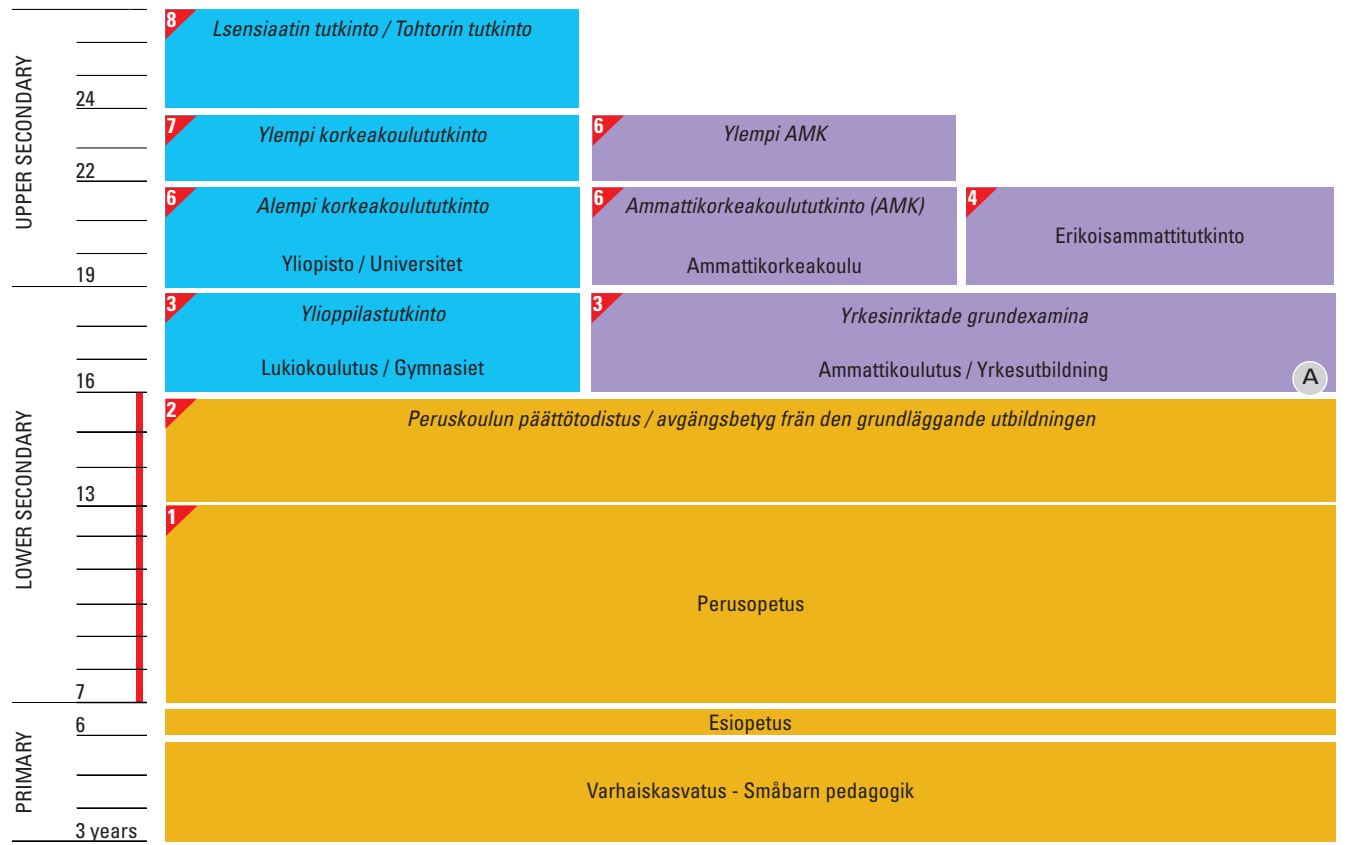 UPPER SECONDARY
LOWER SECONDARY
PRIMARY
24
22
19
16
13
7
6
3 years
8
Lsensiaatin tutkinto / Tohtorin tutkinto
7
Ylempi korkeakoulututkinto
6
Ylempi AMK
6
Alempi korkeakoulututkinto
Yliopisto / Universitet
6
Ammattikorkeakoulututkinto (AMK)
Ammattikorkeakoulu
4
Erikoisammattitutkinto
3
Ylioppilastutkinto
Lukiokoulutus / Gymnasiet
3
Yrkesinriktade grundexamina
Ammattikoulutus / Yrkesutbildning
A
2
Peruskoulun päättötodistus / avgängsbetyg frän den grundläggande utbildningen
1
Perusopetus
Esiopetus
Varhaiskasvatus - Småbarn pedagogik